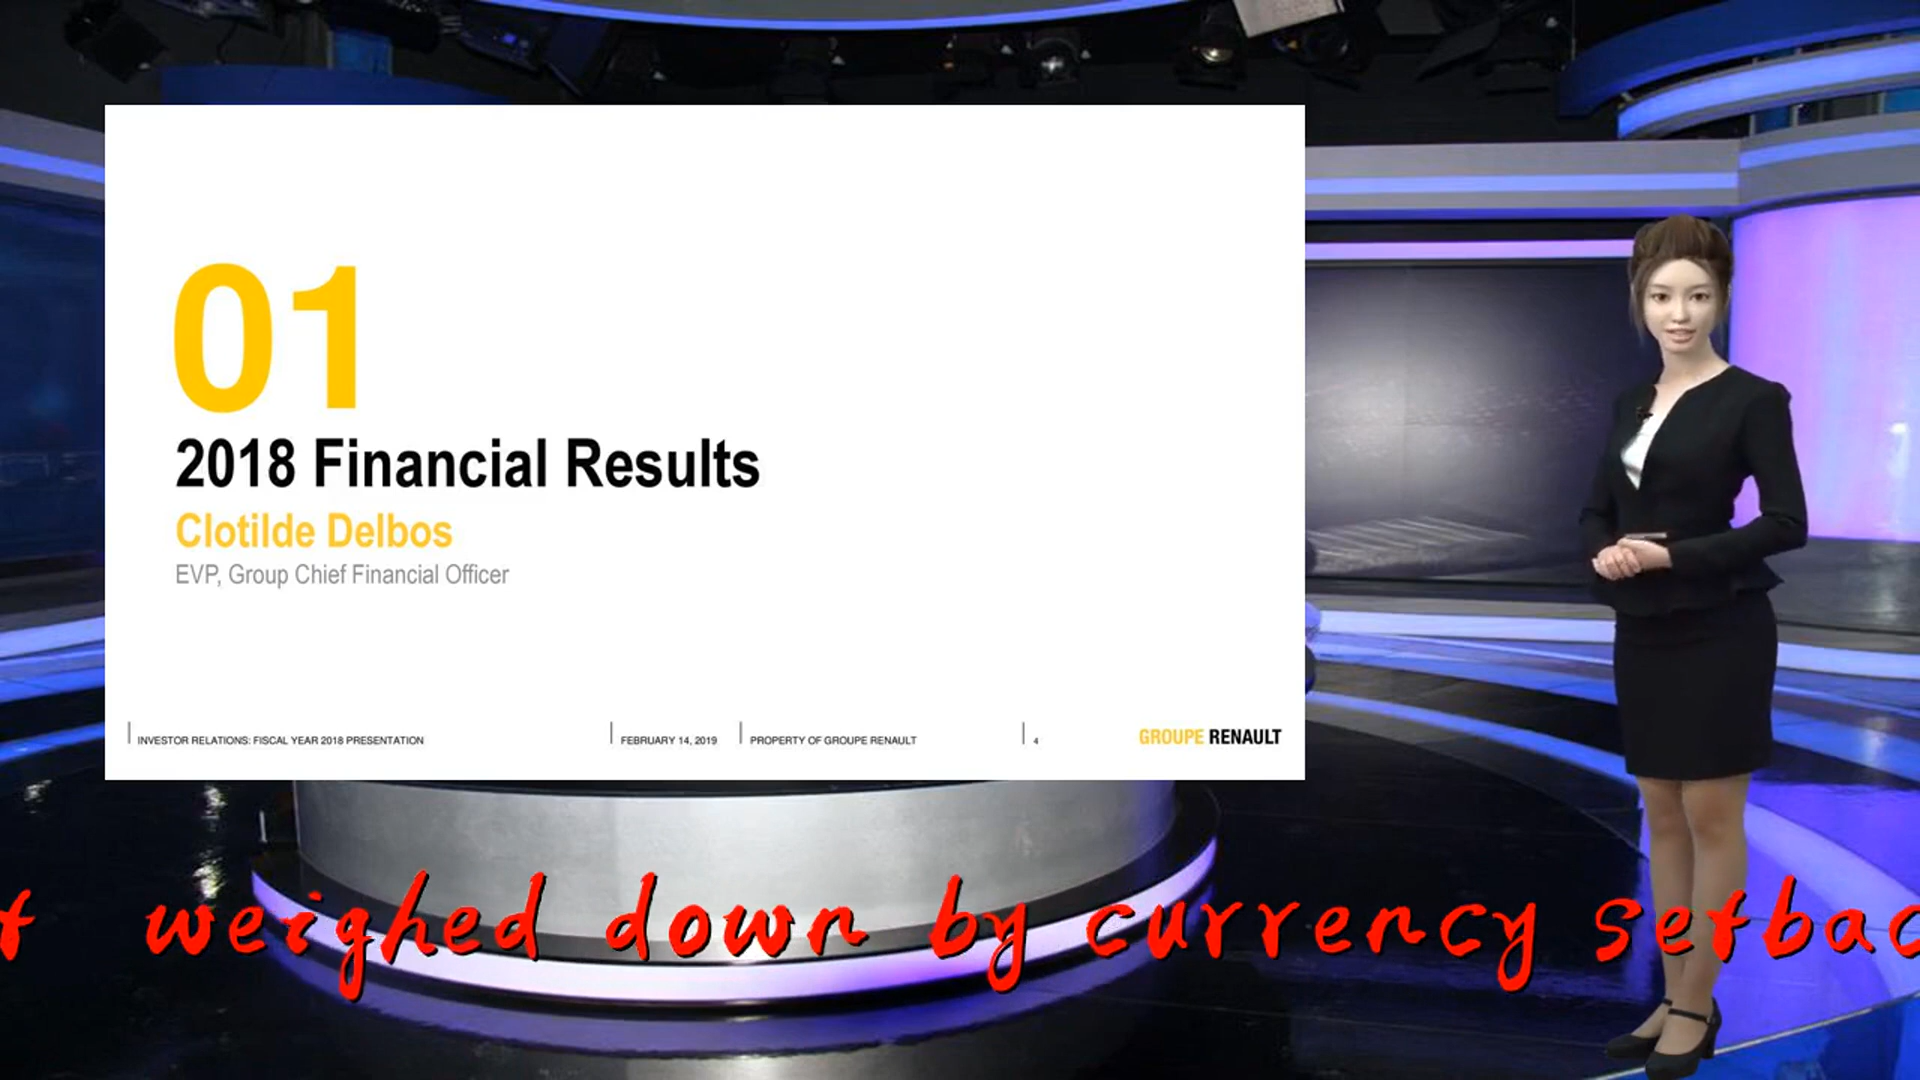 01
2018 Financial Results
Clotilde Delbos
EVP, Group Chief Financial Officer
INVESTOR RELATIONS: FISCAL YEAR 2018 PRESENTATION
FEBRUARY 14, 2019
PROPERTY OF GROUPE RENAULT
4
GROUPE RENAULT
weighed down by currency